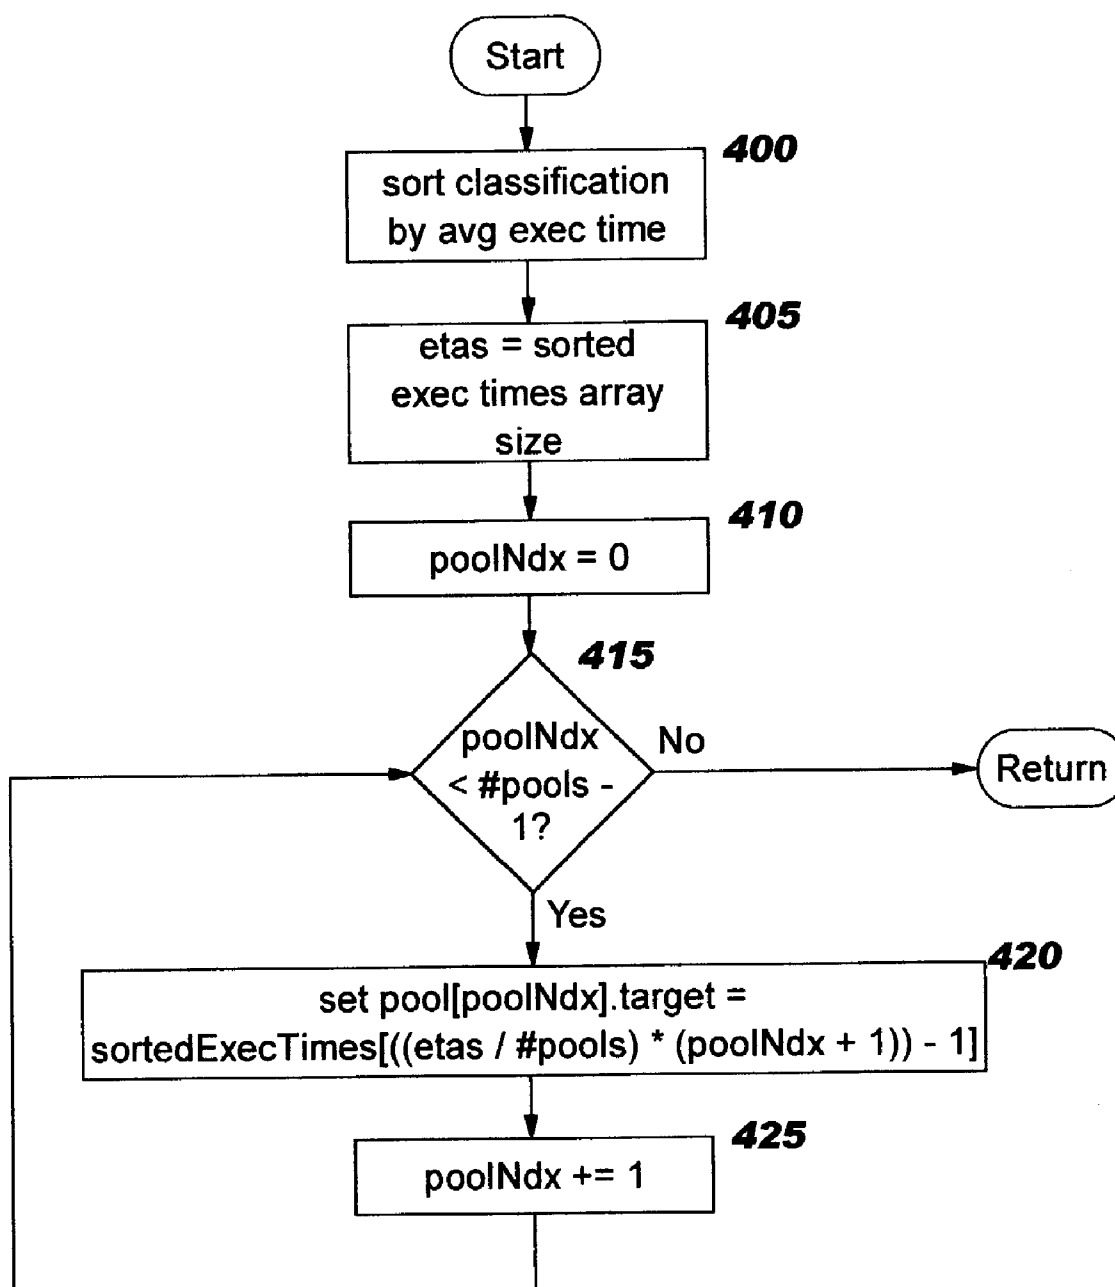 Start
400
sort classification
by avg exec time
405
etas = sorted
exec times array
size
410
poolNdx = 0
415
poolNdx
< #pools -
1?
No
Return
Yes
420
set pool[poolNdx].target =
sortedExecTimes[((etas / #pools) * (poolNdx + 1)) - 1]
425
poolNdx += 1